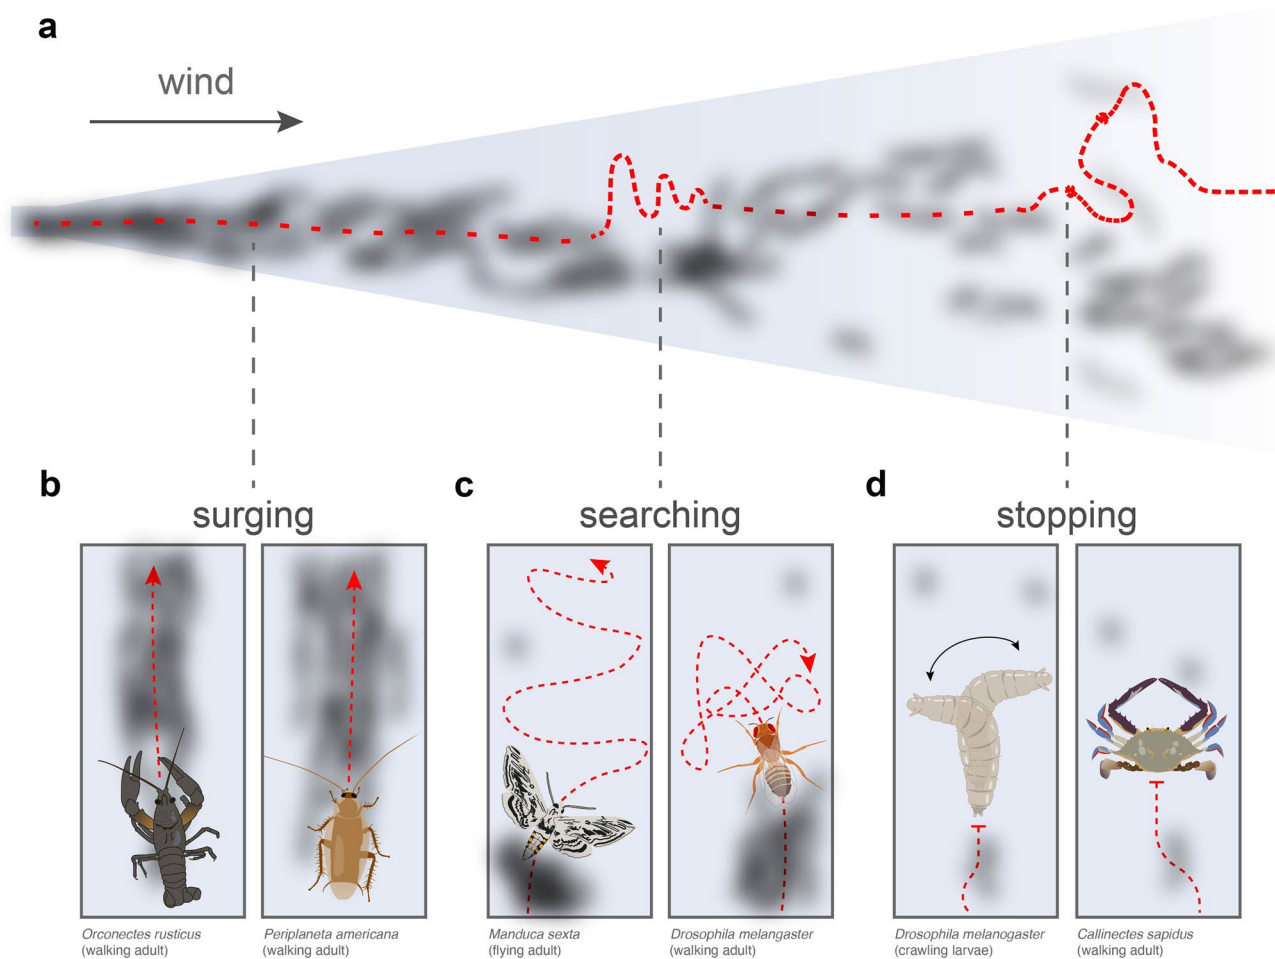 a
wind
b
surging
c
searching
d
stopping
Orconectes rusticus
(walking adult)
Periplaneta americana
(walking adult)
Manduca sexta
(flying adult)
Drosophila melangaster
(walking adult)
Drosophila melanogaster
(crawling larvae)
Callinectes sapidus
(walking adult)